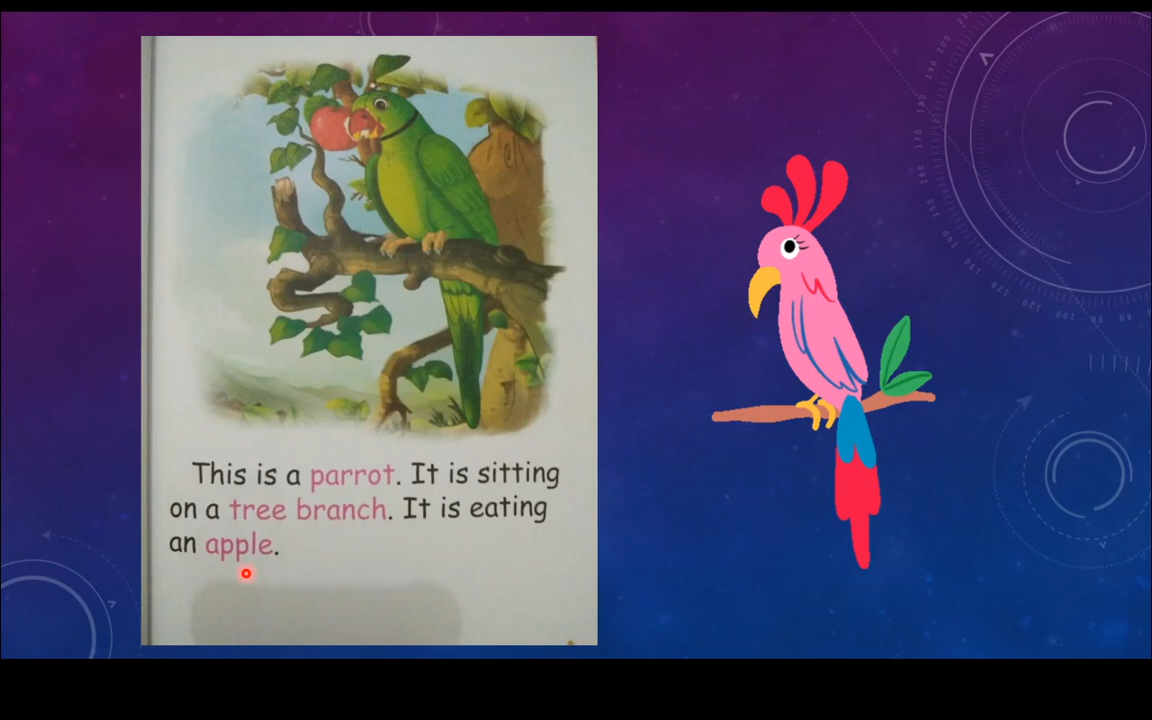 This is a parrot. It is sitting
on a tree branch. It is eating
an apple.